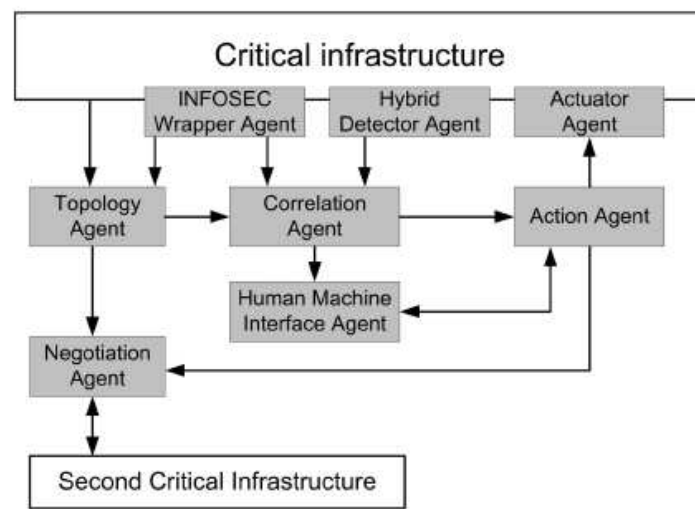 Critical infrastructure
INFOSEC
Wrapper Agent
Hybrid
Detector Agent
Actuator
Agent
Topology
Agent
Correlation
Agent
Action Agent
Human Machine
Interface Agent
Negotiation
Agent
Second Critical Infrastructure